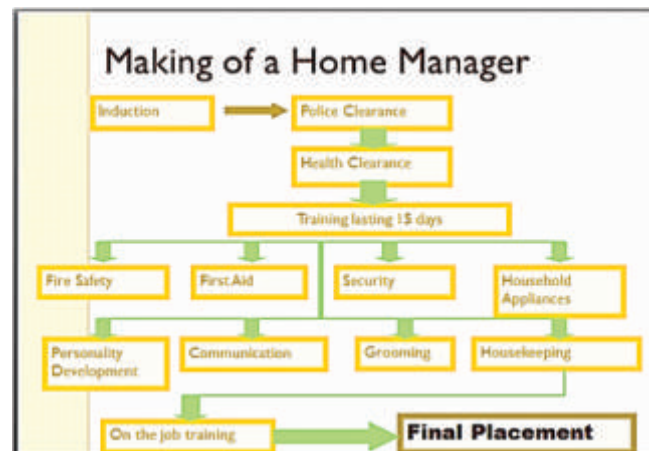 Making of a Home Manager
Induction
Police Clearance
Health Clearance
Training lasting 15 days
Fire Safety
First Aid
Security
Household
Appliances
Personality
Development
Communication
Grooming
Housekeeping
On the job training
Final Placement